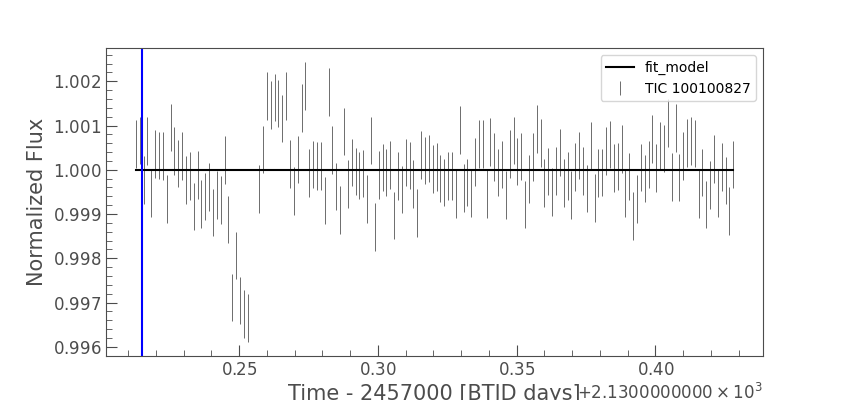 fit_model
TIC 100100827
1.002
1.001
1.000
0.999
0.998
0.997
0.996
Normalized Flux
0.25 0.30 0.35 0.40
Time - 2457000 [BTJD days]
+2.1300000000×10³